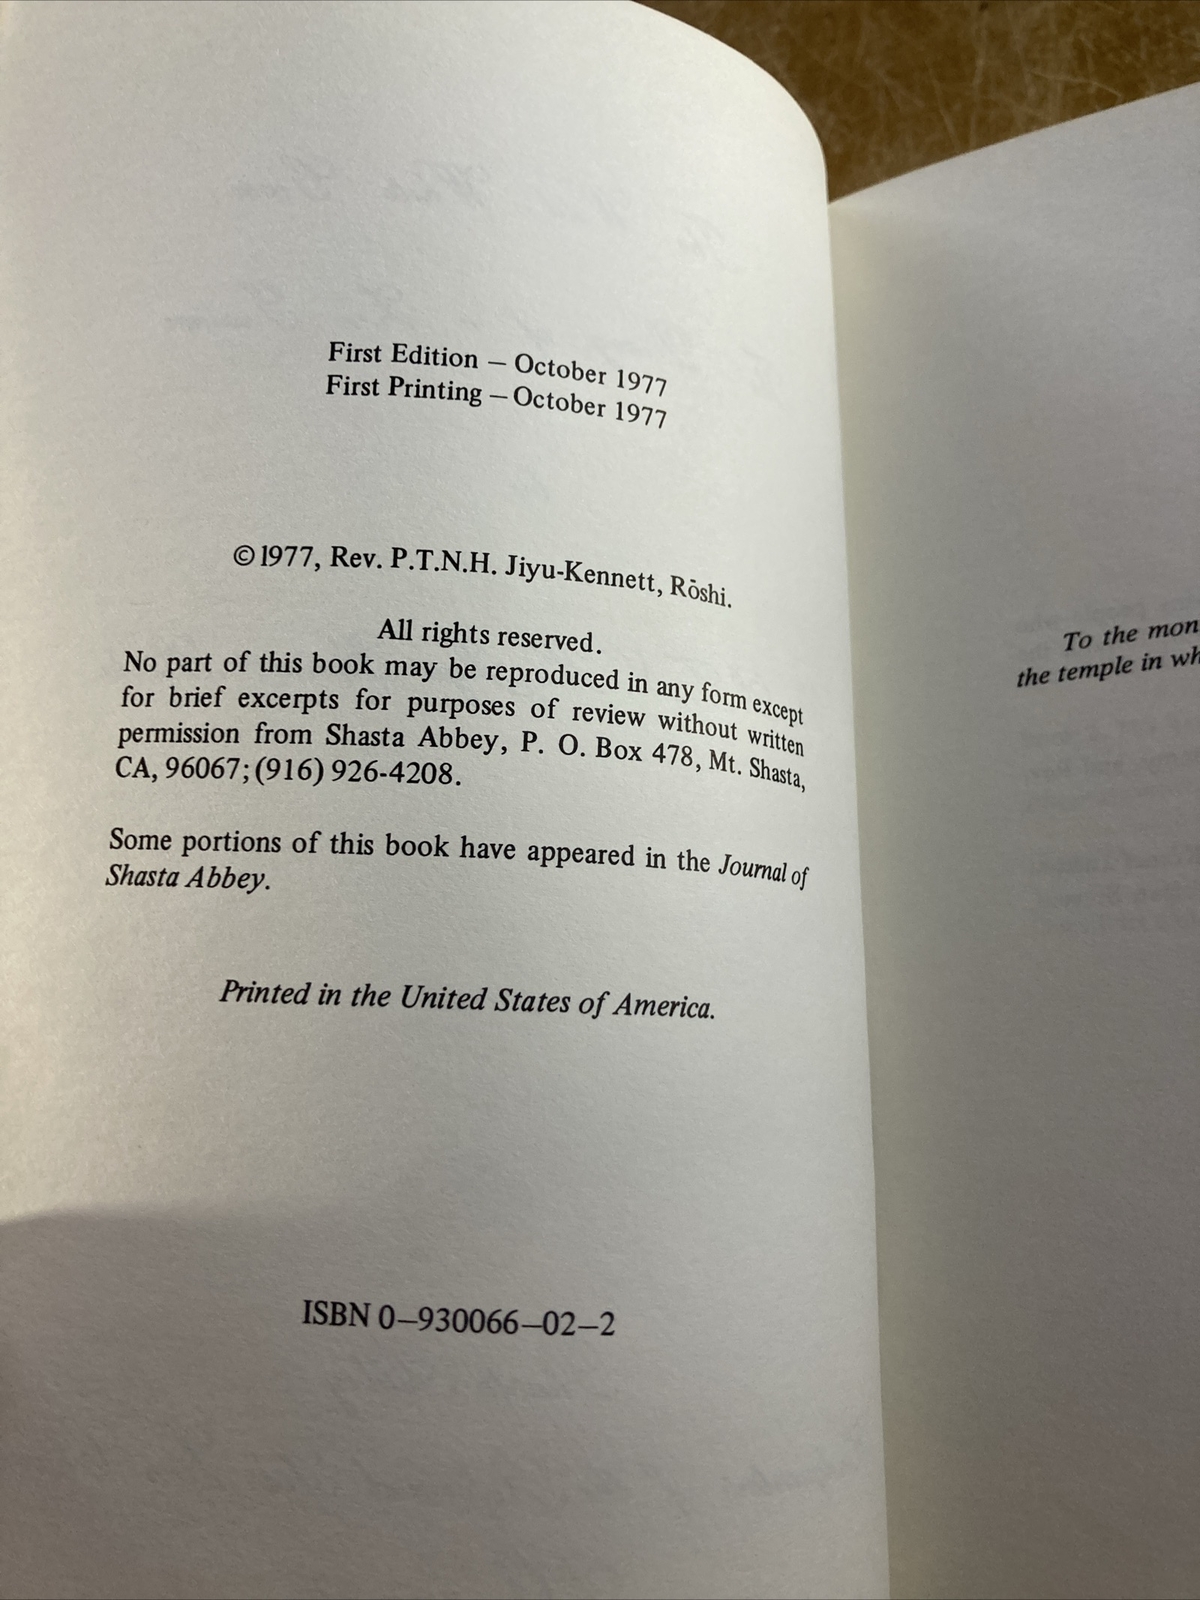 First Edition — October 1977
First Printing — October 1977
©1977, Rev. P.T.N.H. Jiyu-Kennett, Rōshi.
All rights reserved.
No part of this book may be reproduced in any form except
for brief excerpts for purposes of review without written
permission from Shasta Abbey, P. O. Box 478, Mt. Shasta,
CA, 96067; (916) 926-4208.
Some portions of this book have appeared in the Journal of
Shasta Abbey.
Printed in the United States of America.
ISBN 0–930066–02–2
To the mon
the temple in wh